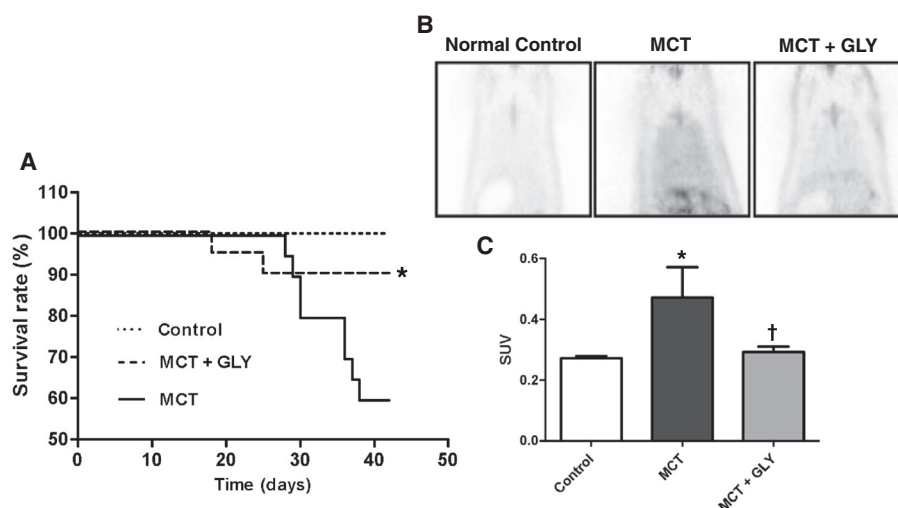 A
Survival rate (%)
110
100
90
80
70
60
50
0 10 20 30 40 50
Time (days)
Control
MCT + GLY
MCT
*
B
Normal Control MCT MCT + GLY
C
SUV
0.6
0.4
0.2
0.0
*
†
Control MCT MCT + GLY